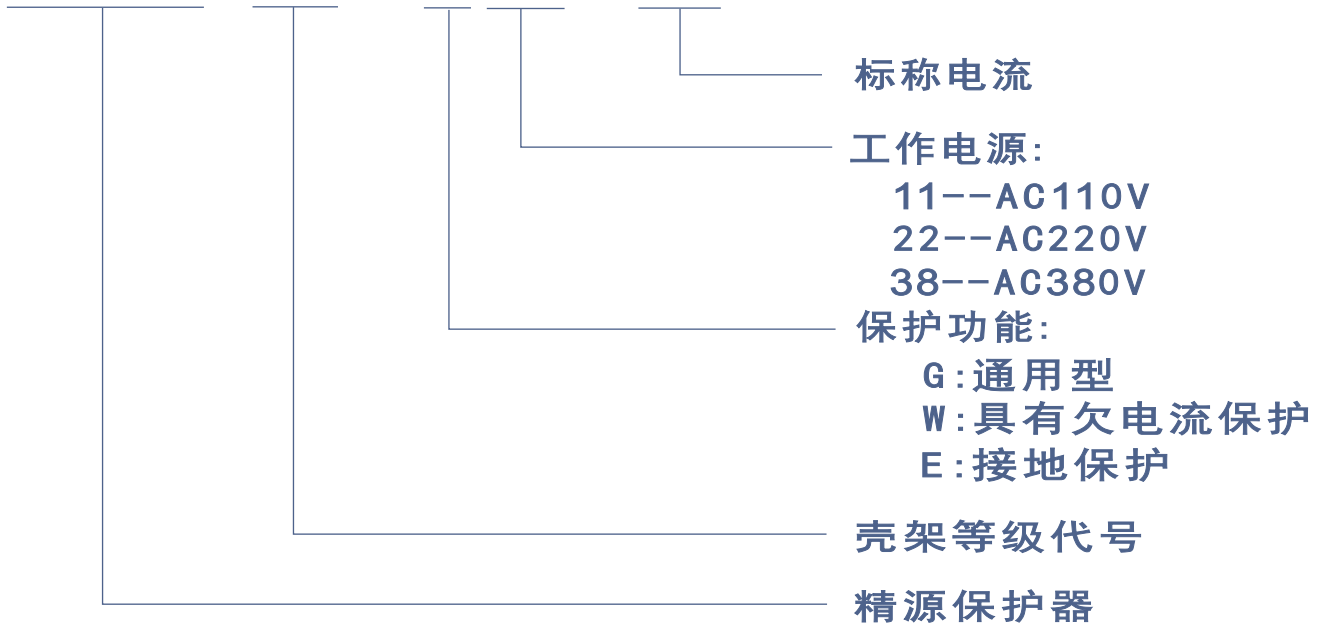 标称电流
工作电源:
11--AC110V
22--AC220V
38--AC380V
保护功能:
G:通用型
W:具有欠电流保护
E:接地保护
壳架等级代号
精源保护器